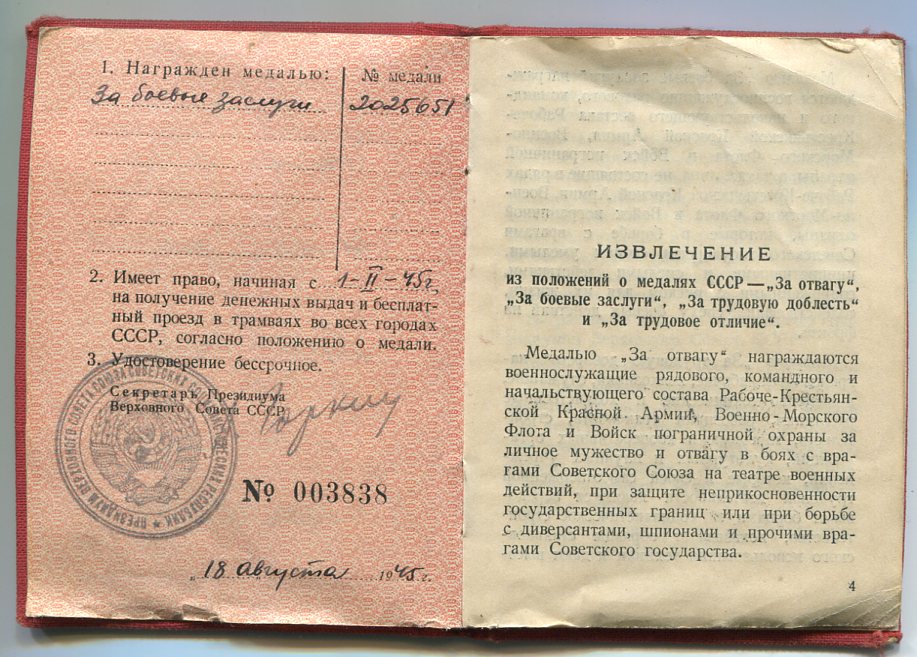 1. Награжден медалью:
№ медали
За боевые заслуги
2025651
2. Имеет право, начиная с 1-II-45г.
на получение денежных выдач и бесплат-
ный проезд в трамваях во всех городах
СССР, согласно положению о медали.
3. Удостоверение бессрочное.
Секретарь Президиума
Верховного Совета СССР
№ 003838
„18 августа 1945 г.
ИЗВЛЕЧЕНИЕ
из положений о медалях СССР — „За отвагу“,
„За боевые заслуги“, „За трудовую доблесть“
и „За трудовое отличие“.
Медалью „За отвагу“ награждаются
военнослужащие рядового, командного и
начальствующего состава Рабоче-Крестьян-
ской Красной Армии, Военно-Морского
Флота и Войск пограничной охраны за
личное мужество и отвагу в боях с вра-
гами Советского Союза на театре военных
действий, при защите неприкосновенности
государственных границ или при борьбе
с диверсантами, шпионами и прочими вра-
гами Советского государства.
4